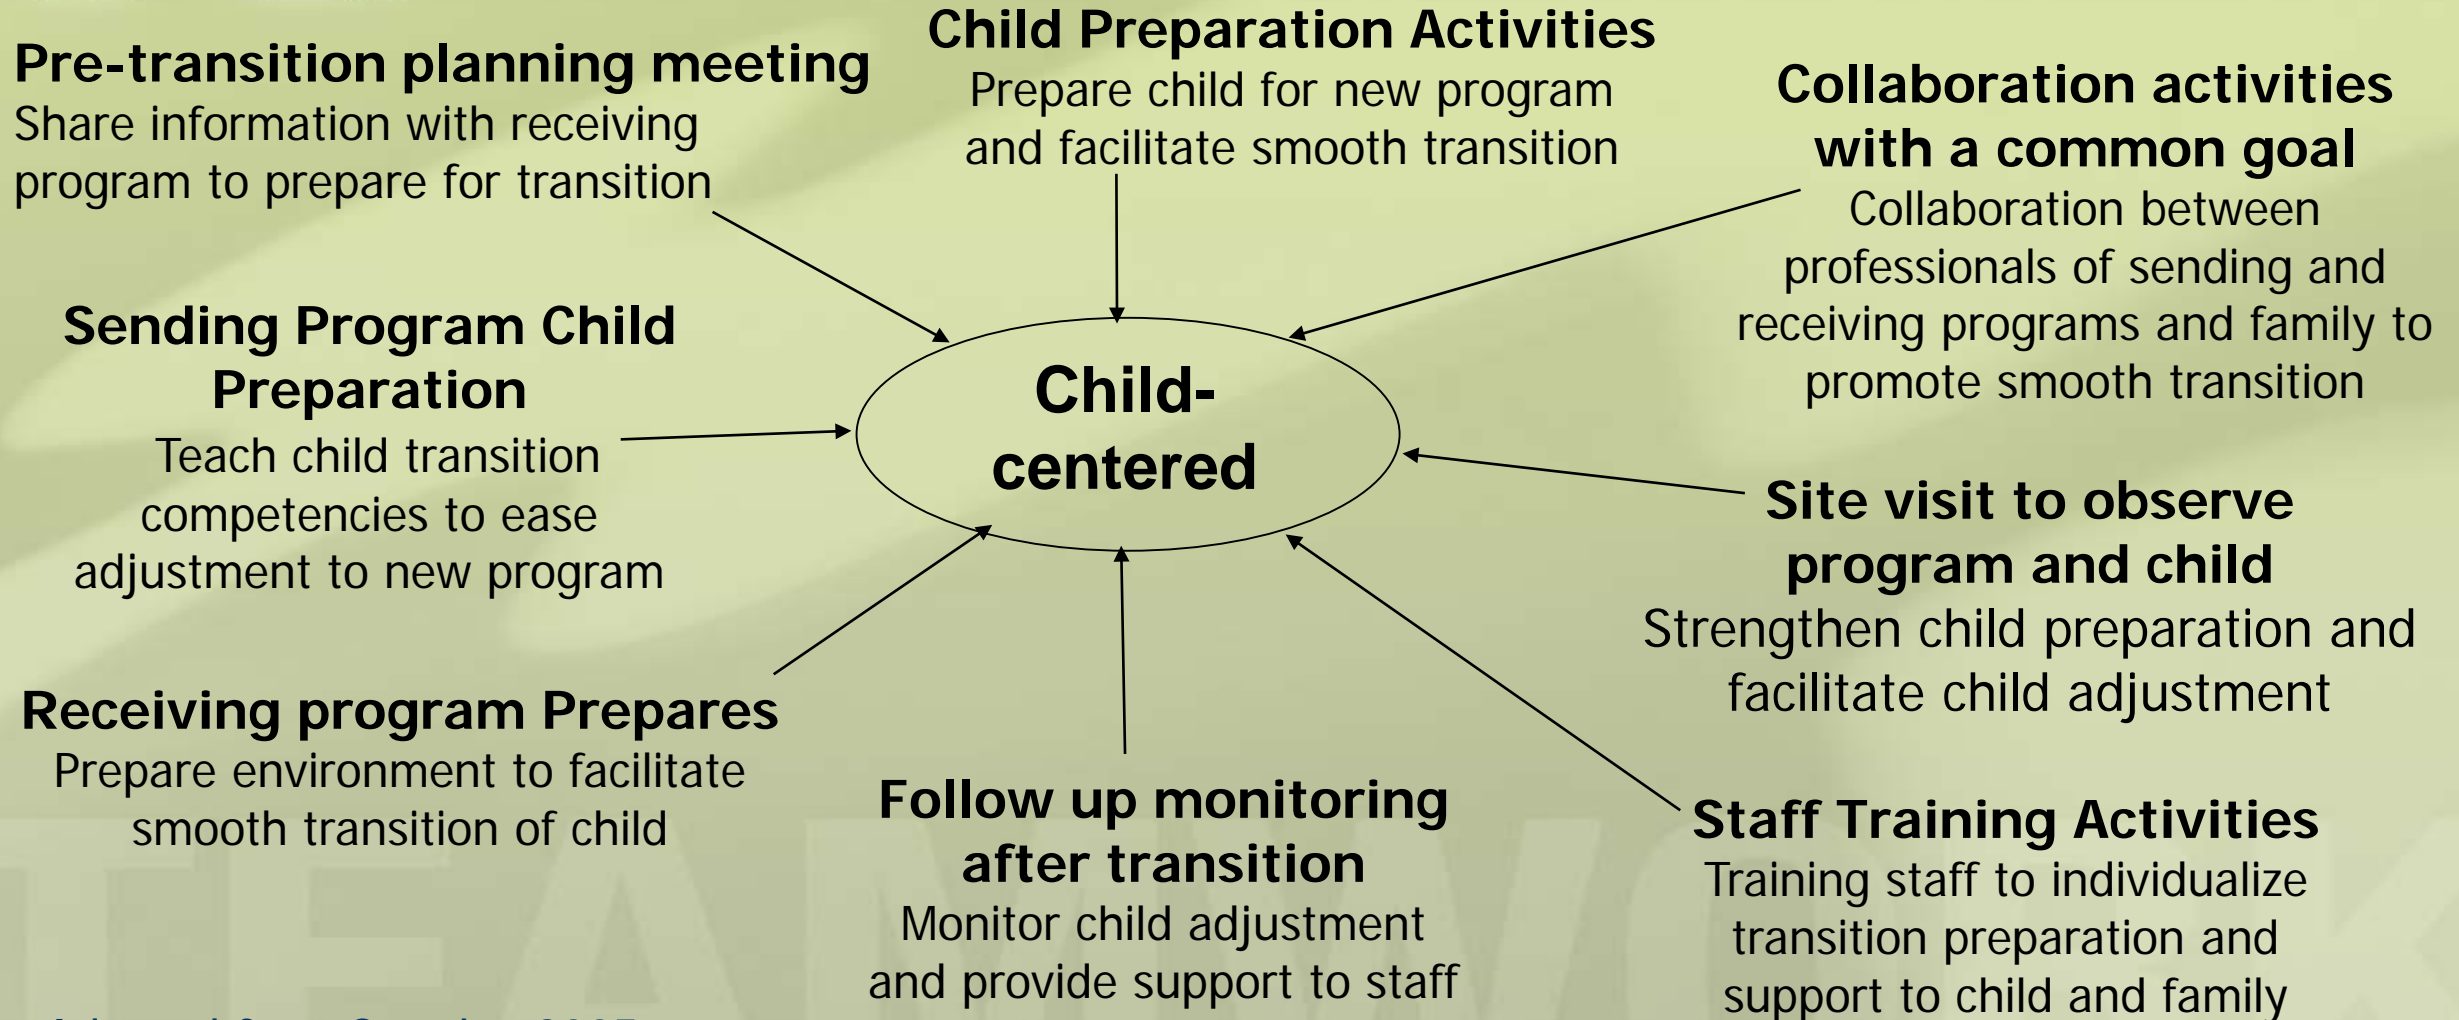 Pre-transition planning meeting
Share information with receiving
program to prepare for transition
Child Preparation Activities
Prepare child for new program
and facilitate smooth transition
Collaboration activities
with a common goal
Collaboration between
professionals of sending and
receiving programs and family to
promote smooth transition
Sending Program Child
Preparation
Teach child transition
competencies to ease
adjustment to new program
Child-
centered
Site visit to observe
program and child
Strengthen child preparation and
facilitate child adjustment
Receiving program Prepares
Prepare environment to facilitate
smooth transition of child
Follow up monitoring
after transition
Monitor child adjustment
and provide support to staff
Staff Training Activities
Training staff to individualize
transition preparation and
support to child and family
TEAMWORK